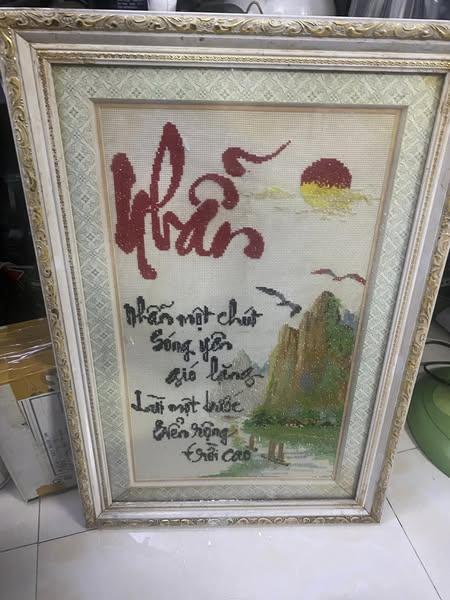 Nhẫn
Nhẫn một chút
Sóng yên
gió lặng
Lùi một bước
Biển rộng
trời cao